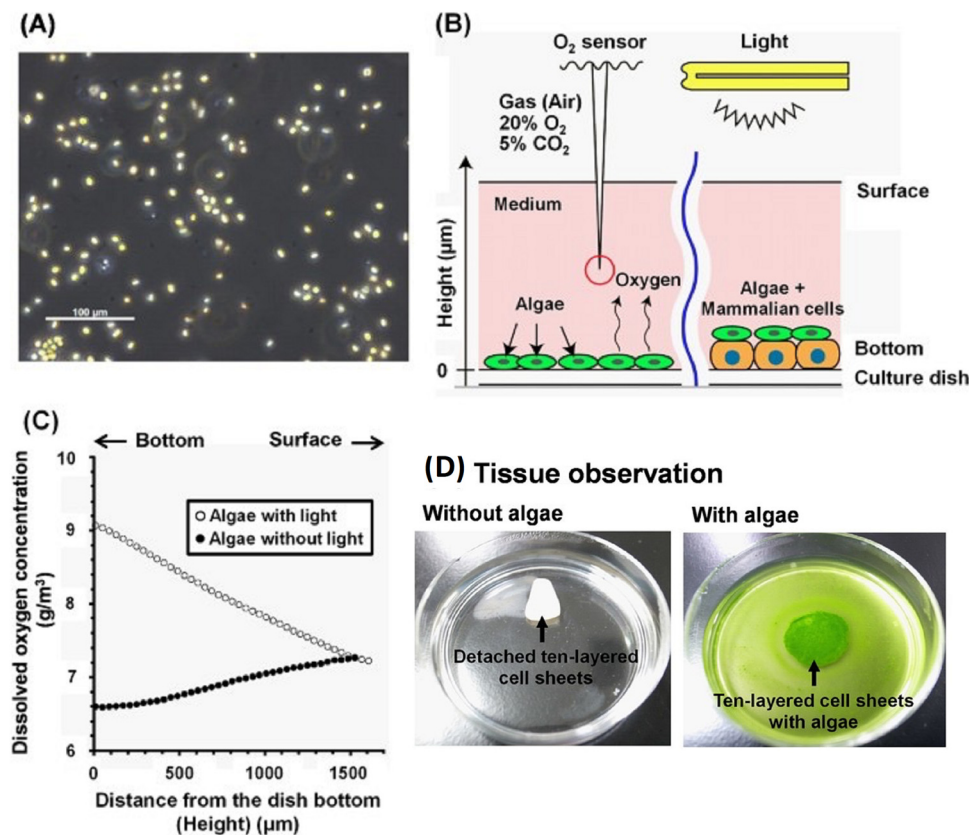 (A)
100 µm
(B)
O₂ sensor
Light
Gas (Air)
20% O₂
5% CO₂
Height (µm)
0
Medium
Surface
Algae
Oxygen
Algae +
Mammalian cells
Bottom
Culture dish
(C)
Bottom
Surface
Dissolved oxygen concentration
(g/m³)
10
9
8
7
6
Algae with light
Algae without light
0
500
1000
1500
Distance from the dish bottom
(Height) (µm)
(D) Tissue observation
Without algae
Detached ten-layered
cell sheets
With algae
Ten-layered cell sheets
with algae